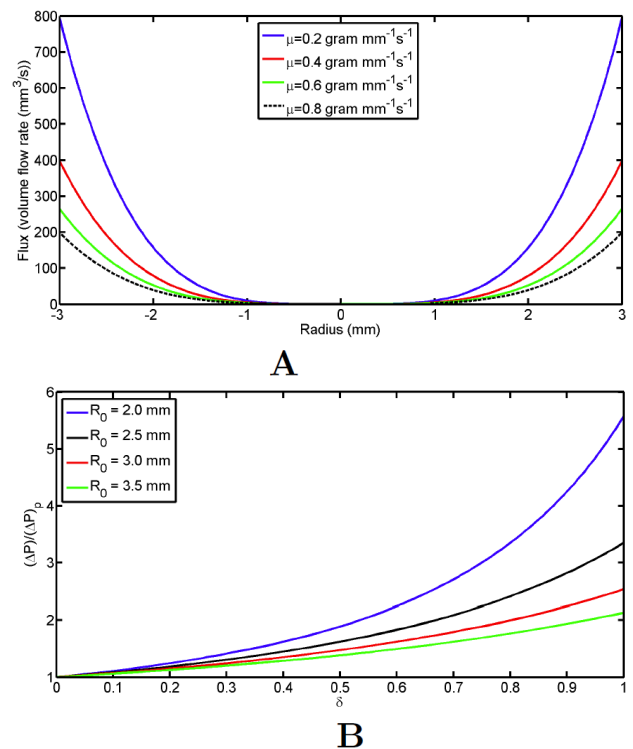 800
700
600
500
400
300
200
100
0
Flux (volume flow rate (mm³/s)
μ=0.2 gram mm⁻¹s⁻¹
μ=0.4 gram mm⁻¹s⁻¹
μ=0.6 gram mm⁻¹s⁻¹
μ=0.8 gram mm⁻¹s⁻¹
-3 -2 -1 0 1 2 3
Radius (mm)
A
6
5
4
3
2
1
(ΔP)/(ΔP)ₚ
R₀ = 2.0 mm
R₀ = 2.5 mm
R₀ = 3.0 mm
R₀ = 3.5 mm
0 0.1 0.2 0.3 0.4 0.5 0.6 0.7 0.8 0.9 1
δ
B